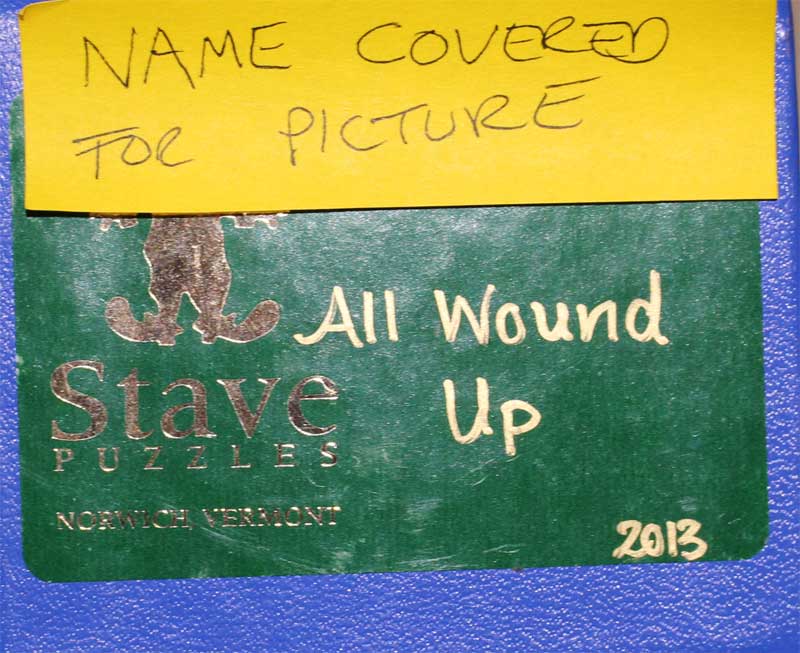 NAME COVERED
FOR PICTURE
All Wound
Up
Stave
PUZZLES
NORWICH, VERMONT
2013